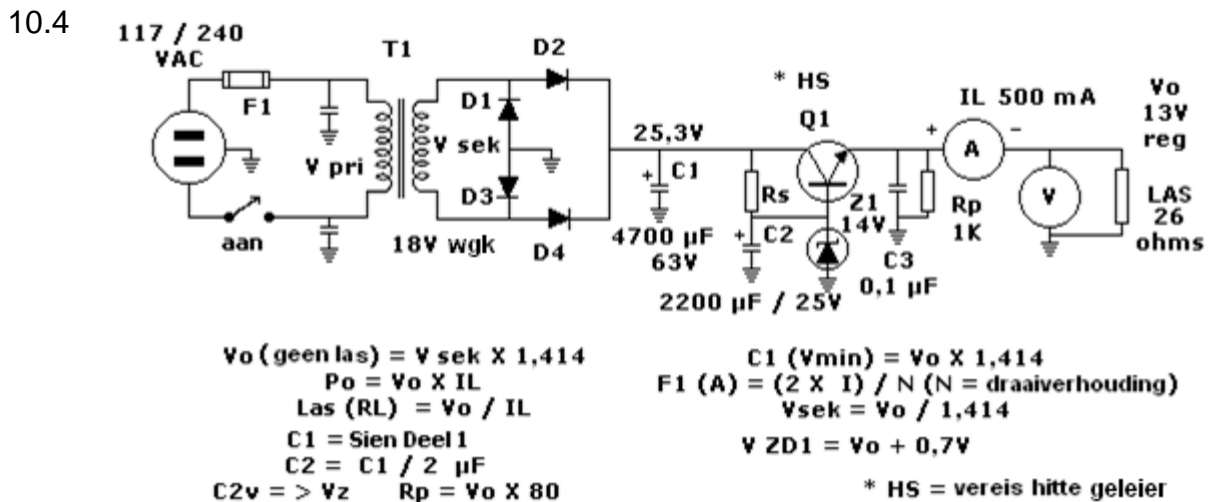 10.4
117 / 240
VAC
F1
T1
D2
* HS
Q1
IL 500 mA
Vo
13V
reg
D1
V sek
D3
V pri
25,3V
+ C1
+ A -
Rs
Z1
14V
Rp
1K
V
LAS
26
ohms
aan
18V wgk
D4
4700 µF
63V
+ C2
C3
0,1 µF
2200 µF / 25V
Vo (geen las) = V sek X 1,414
Po = Vo X IL
Las (RL) = Vo / IL
C1 = Sien Deel 1
C2 = C1 / 2 µF
C2v = > Vz Rp = Vo X 80
C1 (Vmin) = Vo X 1,414
F1 (A) = (2 X I) / N (N = draaiverhouding)
Vsek = Vo / 1,414
V ZD1 = Vo + 0,7V
* HS = vereis hitte geleier